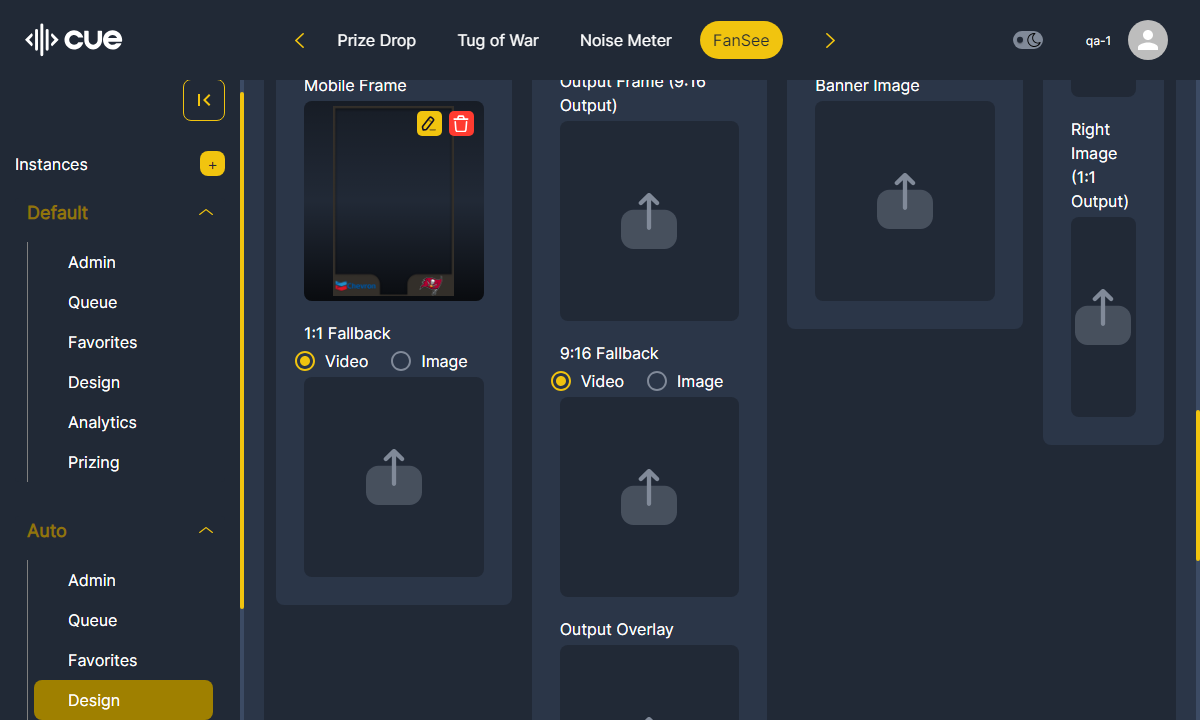 cue
Prize Drop
Tug of War
Noise Meter
FanSee
qa-1
Instances
+
Default
Admin
Queue
Favorites
Design
Analytics
Prizing
Auto
Admin
Queue
Favorites
Design
Mobile Frame
1:1 Fallback
Video
Image
Output Frame (9:16
Output)
9:16 Fallback
Video
Image
Output Overlay
Banner Image
Right
Image
(1:1
Output)